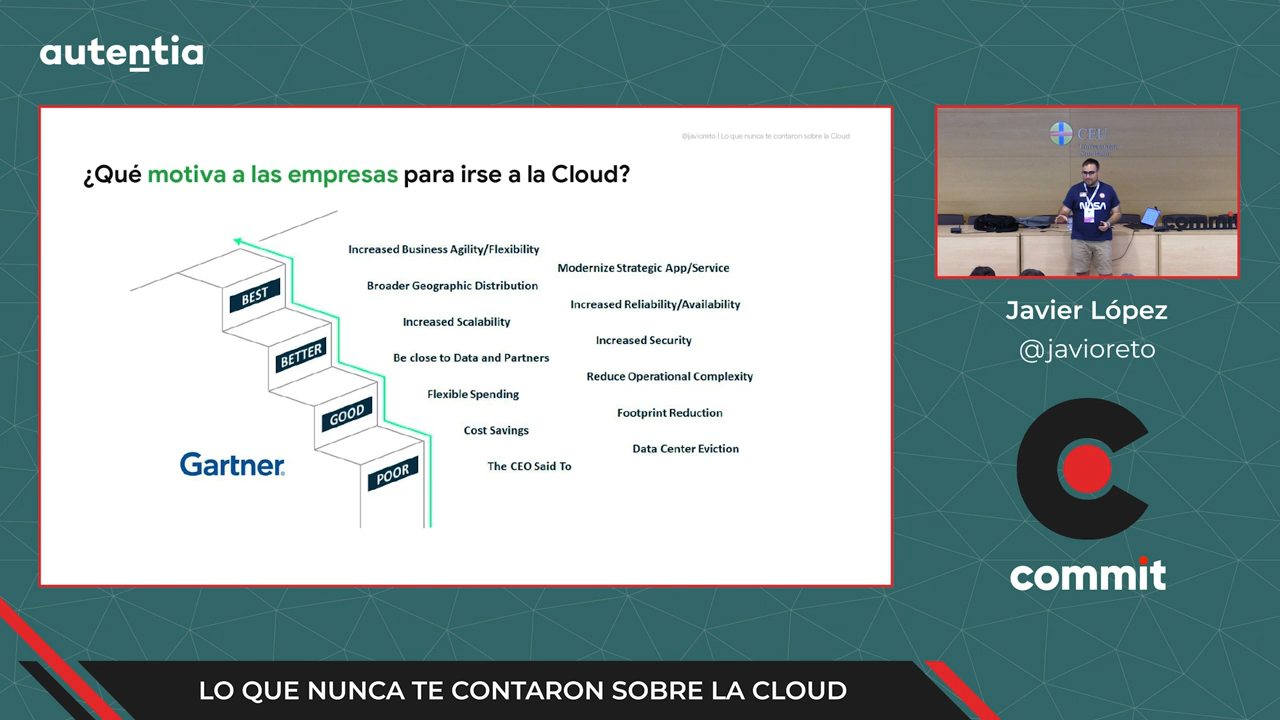 autentia
@javioreto | Lo que nunca te contaron sobre la Cloud
¿Qué motiva a las empresas para irse a la Cloud?
Increased Business Agility/Flexibility
Modernize Strategic App/Service
Broader Geographic Distribution
BEST
Increased Reliability/Availability
Increased Scalability
Increased Security
BETTER
Be close to Data and Partners
Reduce Operational Complexity
Flexible Spending
GOOD
Footprint Reduction
Cost Savings
Data Center Eviction
Gartner
POOR
The CEO Said To
CEU
NASA
Javier López
@javioreto
commit
LO QUE NUNCA TE CONTARON SOBRE LA CLOUD